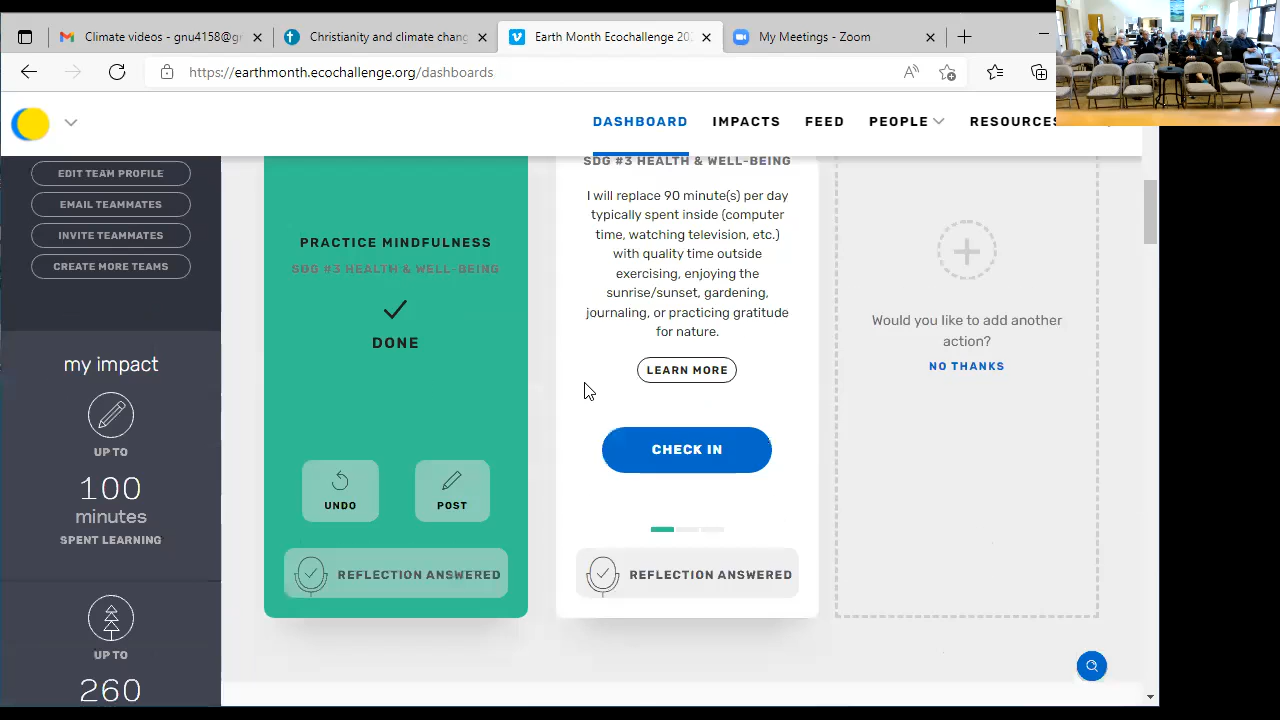 Climate videos - gnu4158@gr
Christianity and climate chang
Earth Month Ecochallenge 202
My Meetings - Zoom
https://earthmonth.ecochallenge.org/dashboards
DASHBOARD
IMPACTS
FEED
PEOPLE
RESOURCES
EDIT TEAM PROFILE
EMAIL TEAMMATES
INVITE TEAMMATES
CREATE MORE TEAMS
my impact
UP TO
100
minutes
SPENT LEARNING
UP TO
260
PRACTICE MINDFULNESS
SDG #3 HEALTH & WELL-BEING
DONE
UNDO
POST
REFLECTION ANSWERED
SDG #3 HEALTH & WELL-BEING
I will replace 90 minute(s) per day
typically spent inside (computer
time, watching television, etc.)
with quality time outside
exercising, enjoying the
sunrise/sunset, gardening,
journaling, or practicing gratitude
for nature.
LEARN MORE
CHECK IN
REFLECTION ANSWERED
Would you like to add another
action?
NO THANKS